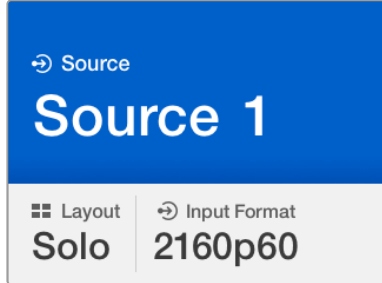 Source
Source 1
Layout
Input Format
Solo
2160p60